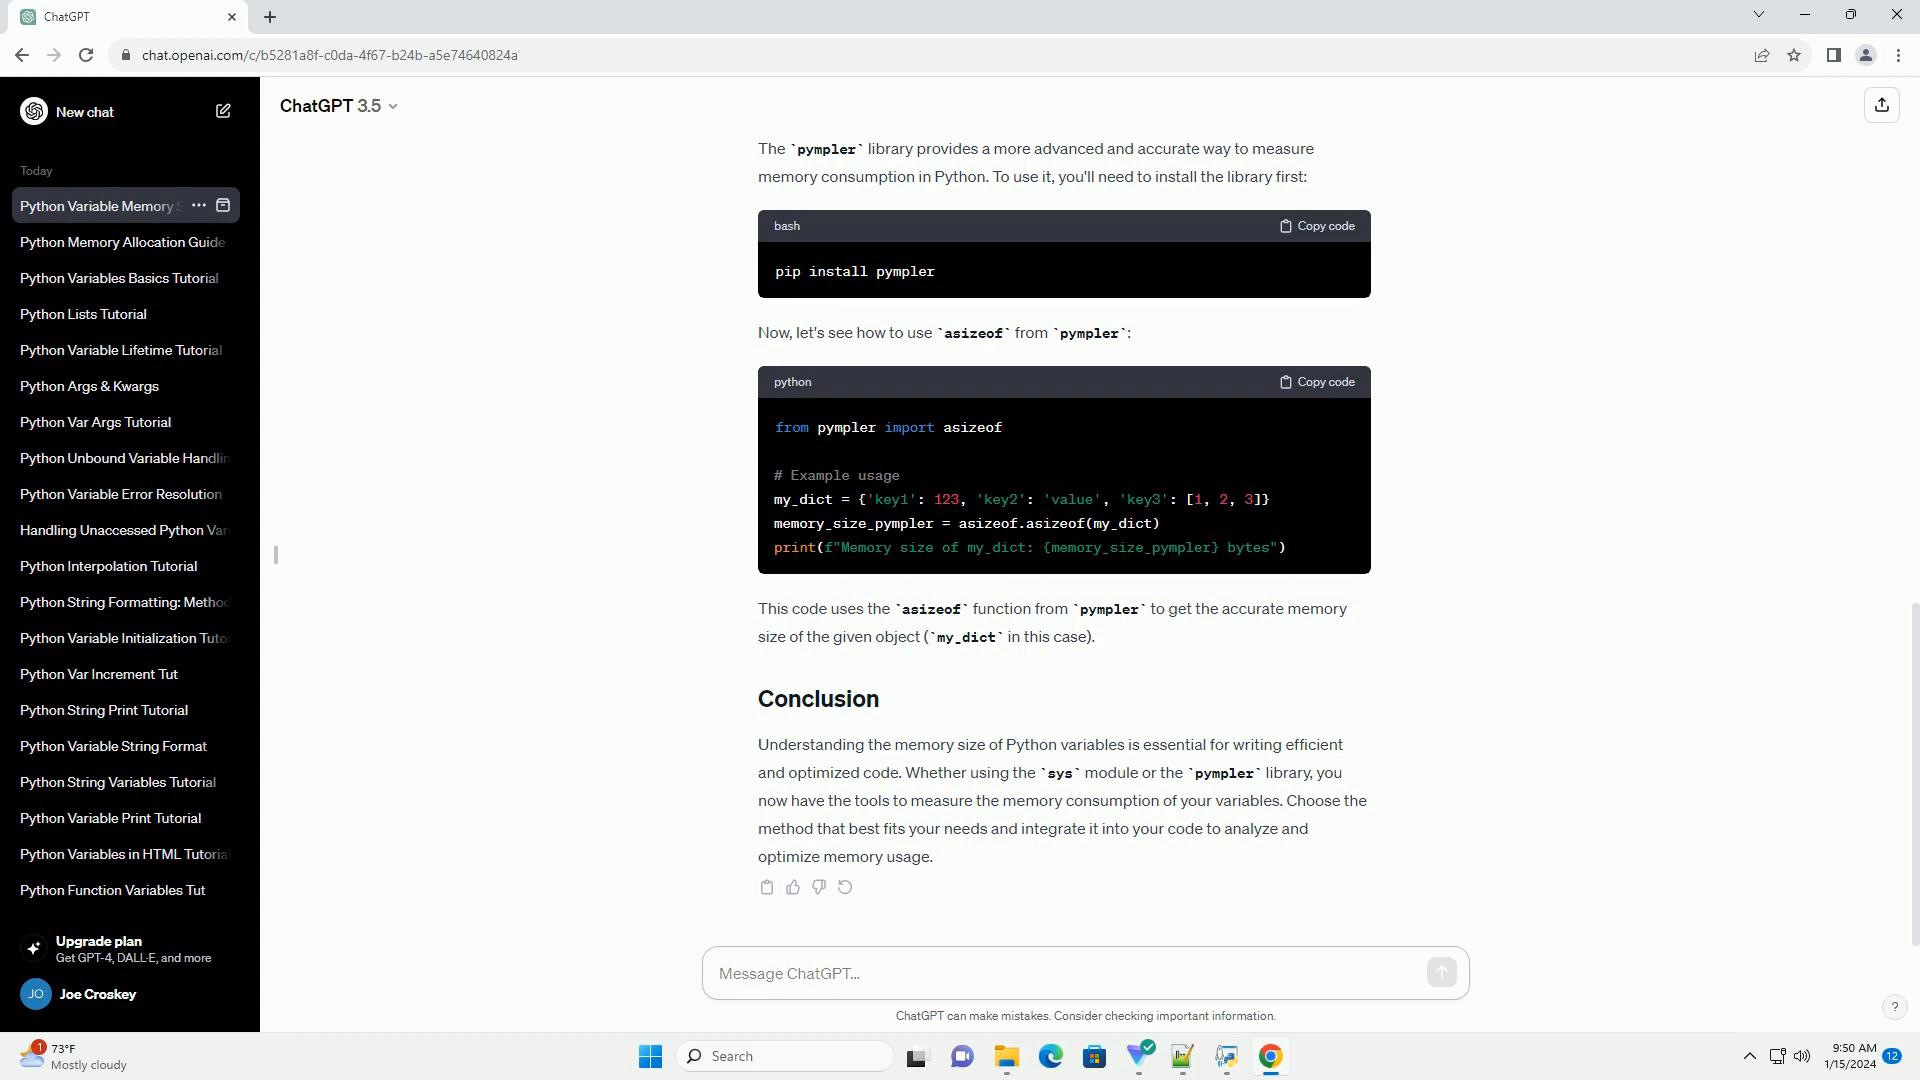 ChatGPT
chat.openai.com/c/b5281a8f-c0da-4f67-b24b-a5e74640824a
New chat
ChatGPT 3.5
Today
Python Variable Memory S
Python Memory Allocation Guide
Python Variables Basics Tutorial
Python Lists Tutorial
Python Variable Lifetime Tutorial
Python Args & Kwargs
Python Var Args Tutorial
Python Unbound Variable Handlin
Python Variable Error Resolution
Handling Unaccessed Python Var
Python Interpolation Tutorial
Python String Formatting: Method
Python Variable Initialization Tuto
Python Var Increment Tut
Python String Print Tutorial
Python Variable String Format
Python String Variables Tutorial
Python Variable Print Tutorial
Python Variables in HTML Tutoria
Python Function Variables Tut
Upgrade plan
Get GPT-4, DALL·E, and more
JO Joe Croskey
The `pympler` library provides a more advanced and accurate way to measure
memory consumption in Python. To use it, you'll need to install the library first:
bash Copy code
pip install pympler
Now, let's see how to use `asizeof` from `pympler`:
python Copy code
from pympler import asizeof
# Example usage
my_dict = {'key1': 123, 'key2': 'value', 'key3': [1, 2, 3]}
memory_size_pympler = asizeof.asizeof(my_dict)
print(f"Memory size of my_dict: {memory_size_pympler} bytes")
This code uses the `asizeof` function from `pympler` to get the accurate memory
size of the given object (`my_dict` in this case).
Conclusion
Understanding the memory size of Python variables is essential for writing efficient
and optimized code. Whether using the `sys` module or the `pympler` library, you
now have the tools to measure the memory consumption of your variables. Choose the
method that best fits your needs and integrate it into your code to analyze and
optimize memory usage.
Message ChatGPT...
ChatGPT can make mistakes. Consider checking important information.
?
1
73°F
Mostly cloudy
Search
9:50 AM
1/15/2024
12